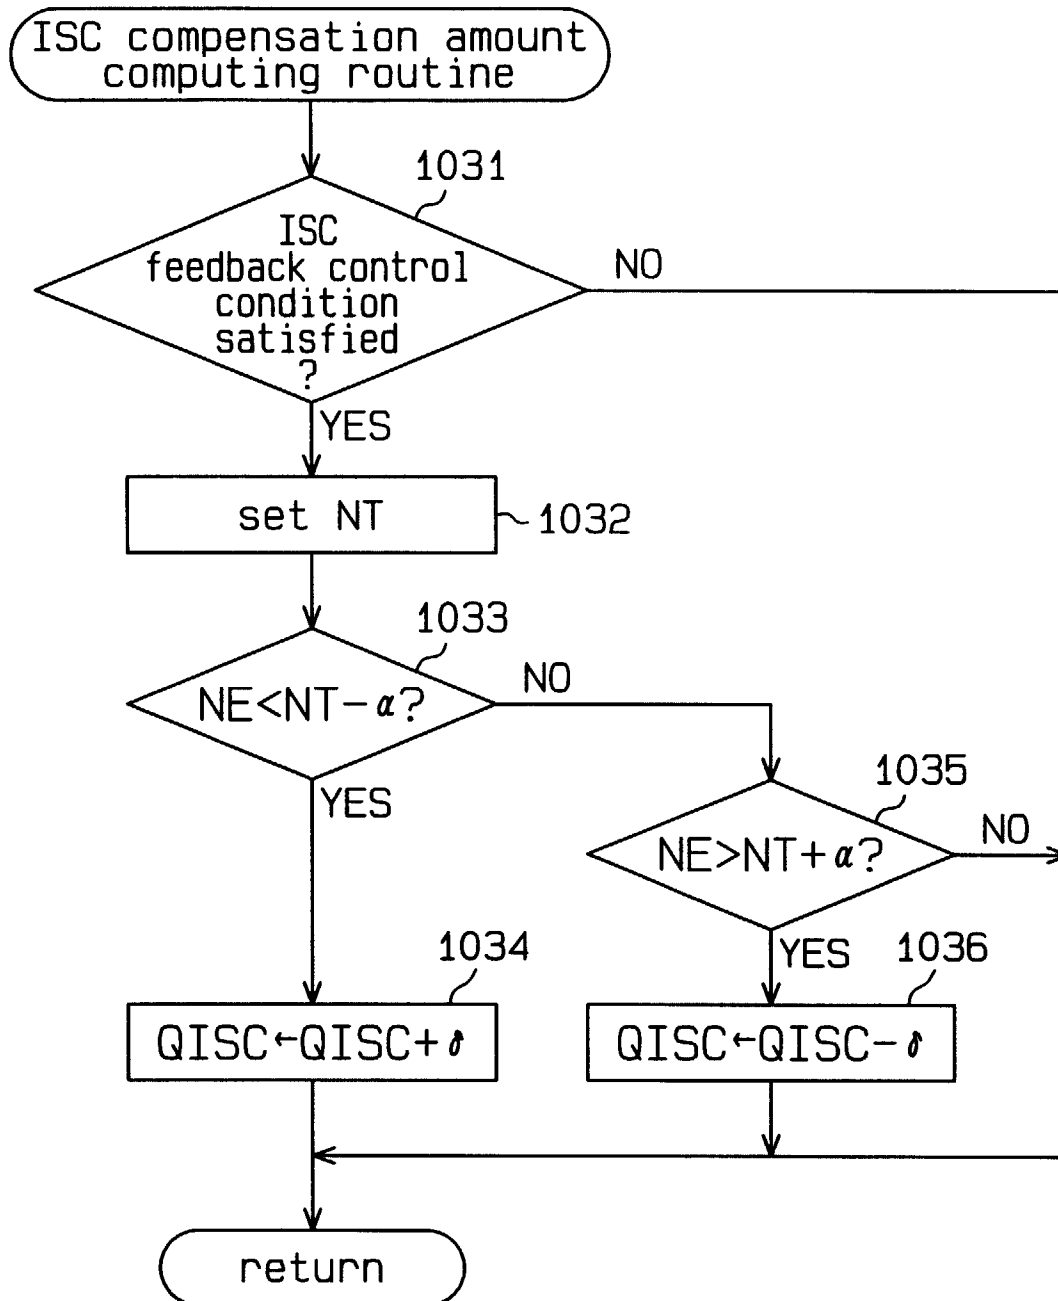 ISC compensation amount
computing routine
1031
ISC
feedback control
condition
satisfied
?
NO
YES
set NT
1032
1033
NE<NT-α?
NO
YES
1035
NE>NT+α?
NO
YES
1034
QISC←QISC+δ
1036
QISC←QISC-δ
return